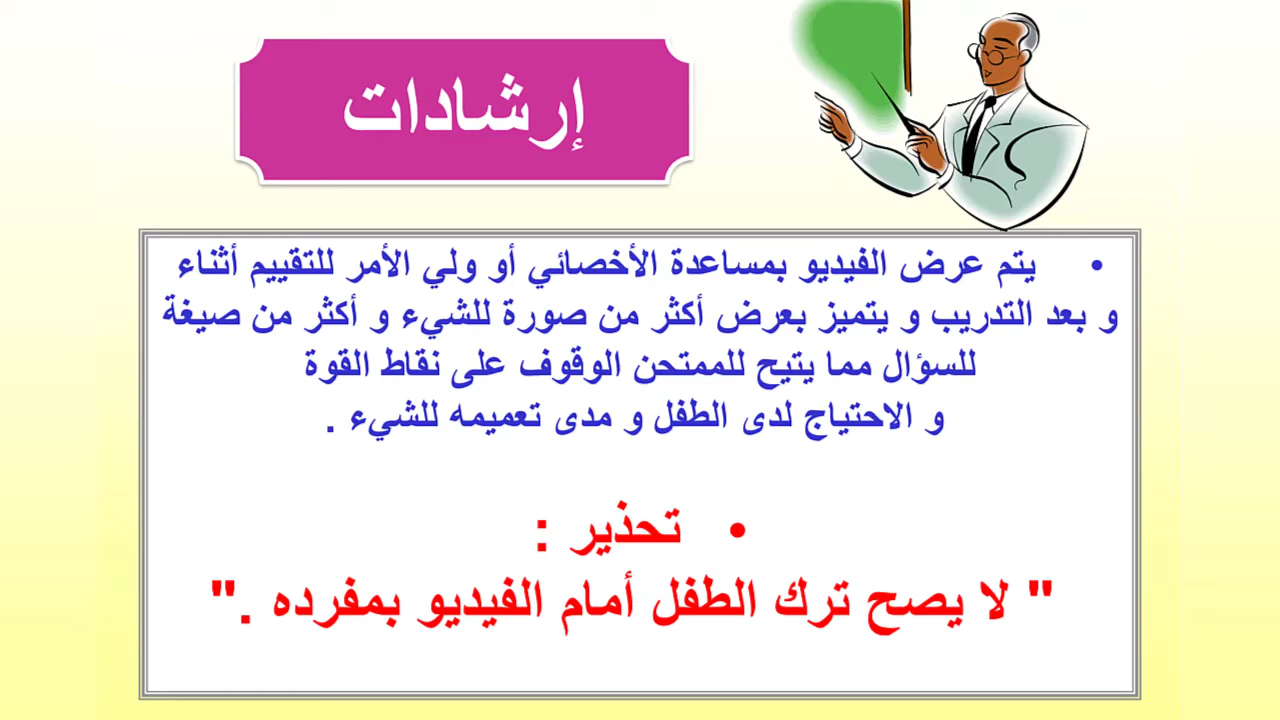 إرشادات
• يتم عرض الفيديو بمساعدة الأخصائي أو ولي الأمر للتقييم أثناء
و بعد التدريب و يتميز بعرض أكثر من صورة للشيء و أكثر من صيغة
للسؤال مما يتيح للممتحن الوقوف على نقاط القوة
و الاحتياج لدى الطفل و مدى تعميمه للشيء .
• تحذير :
" لا يصح ترك الطفل أمام الفيديو بمفرده ."